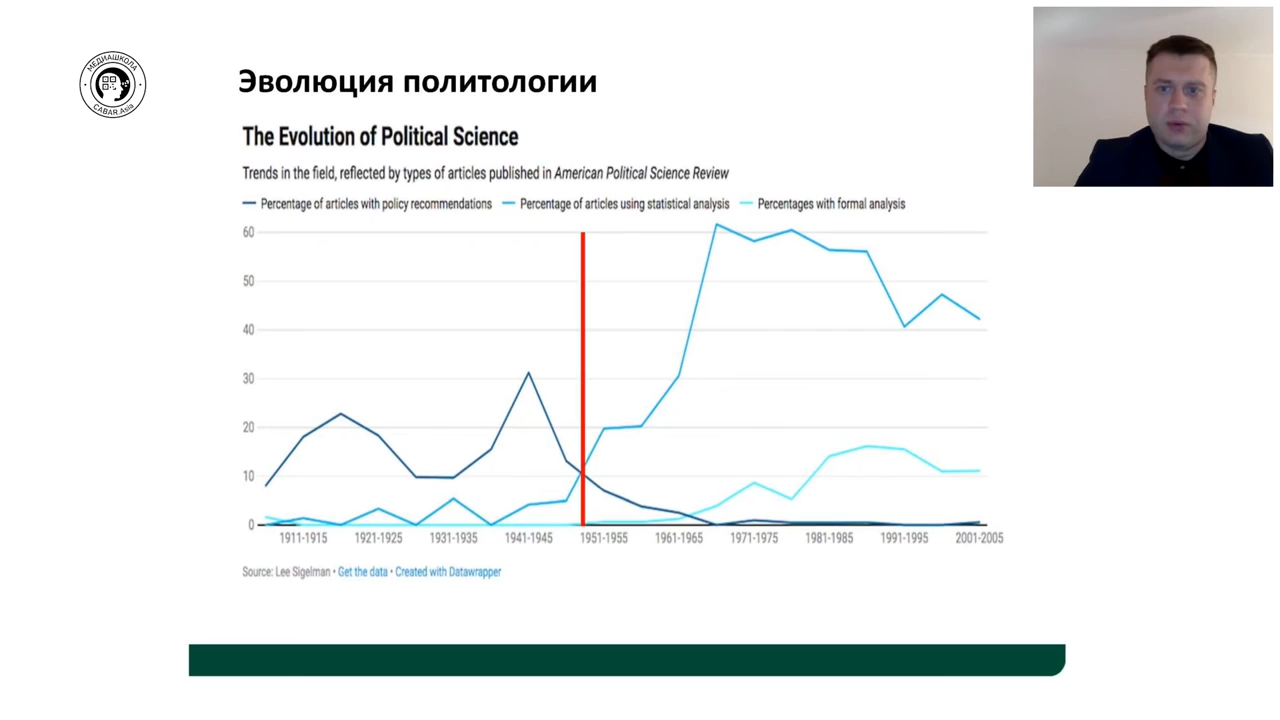 МЕДИАШКОЛА
CABAR.Asia
Эволюция политологии
The Evolution of Political Science
Trends in the field, reflected by types of articles published in American Political Science Review
Percentage of articles with policy recommendations Percentage of articles using statistical analysis Percentages with formal analysis
60
50
40
30
20
10
0
1911-1915 1921-1925 1931-1935 1941-1945 1951-1955 1961-1965 1971-1975 1981-1985 1991-1995 2001-2005
Source: Lee Sigelman • Get the data • Created with Datawrapper